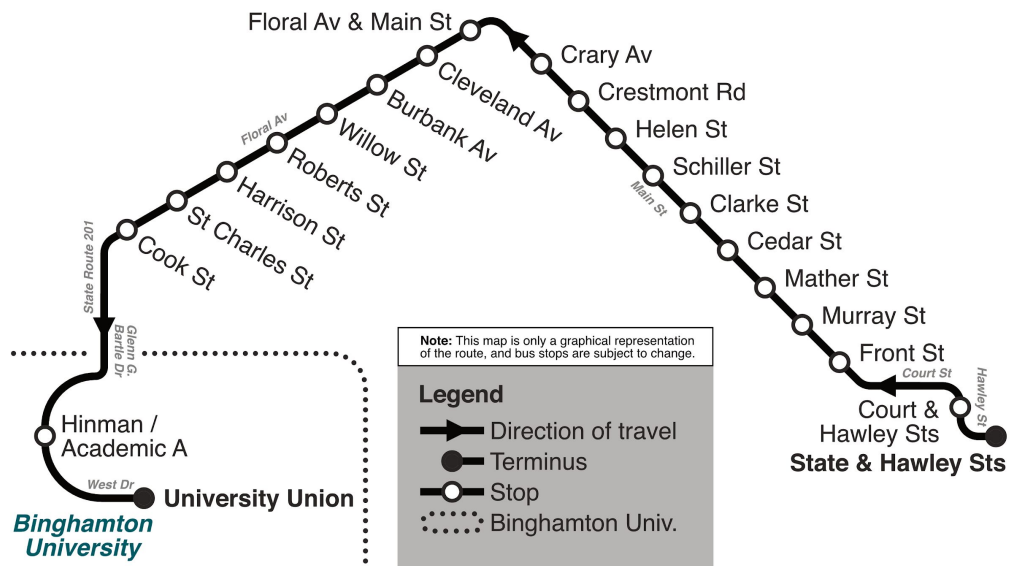 Floral Av & Main St
Crary Av
Crestmont Rd
Helen St
Schiller St
Main St
Clarke St
Cedar St
Mather St
Murray St
Front St
Court St
Hawley St
Court &
Hawley Sts
State & Hawley Sts
Cleveland Av
Burbank Av
Willow St
Floral Av
Roberts St
Harrison St
St Charles St
Cook St
State Route 201
Glenn G.
Bartle Dr
Hinman /
Academic A
West Dr
University Union
Binghamton
University
Note: This map is only a graphical representation
of the route, and bus stops are subject to change.
Legend
Direction of travel
Terminus
Stop
Binghamton Univ.